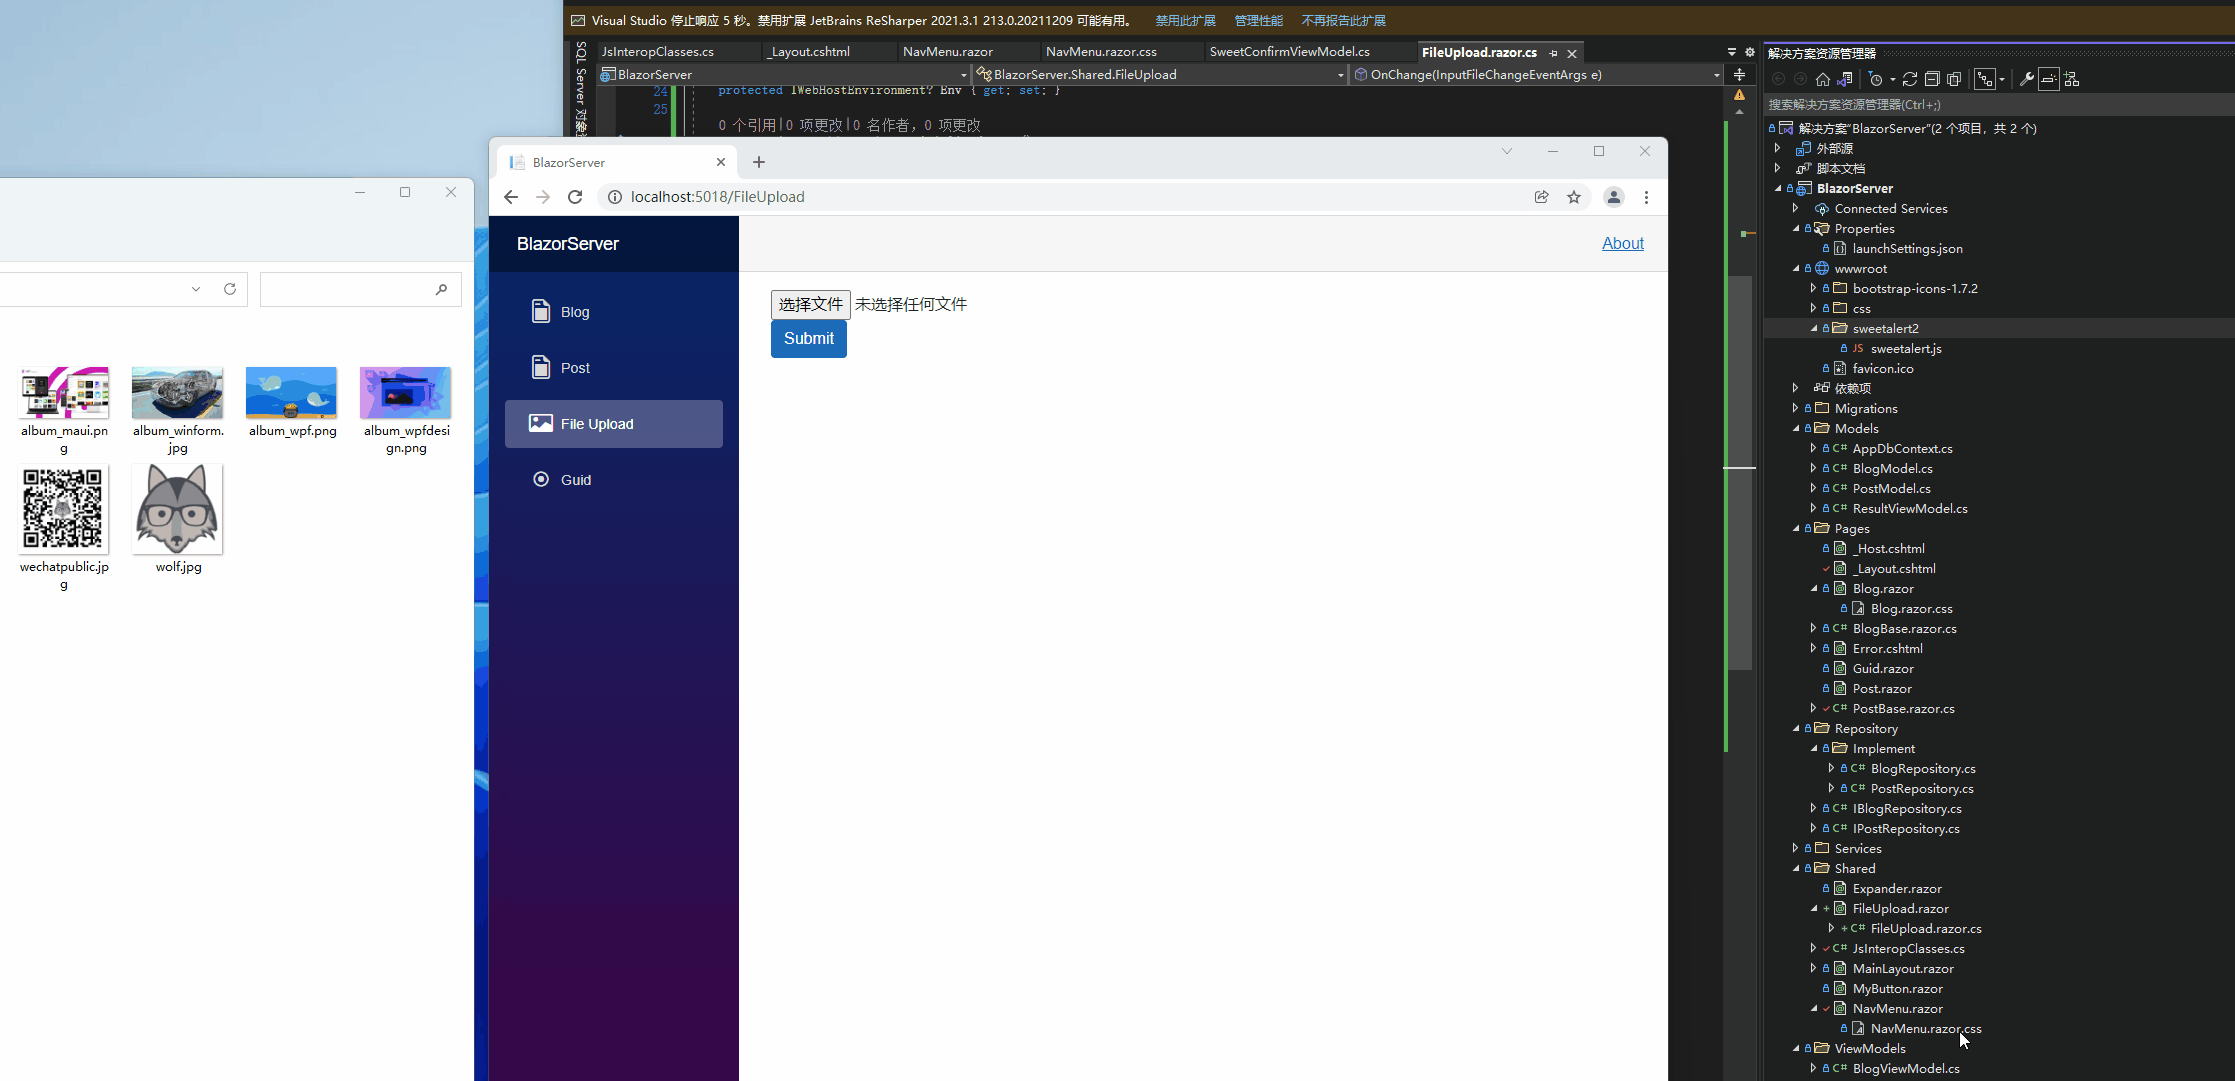 Visual Studio 停止响应 5 秒。禁用扩展 JetBrains ReSharper 2021.3.1 213.0.20211209 可能有用。 禁用此扩展 管理性能 不再报告此扩展
SQL Server 对象
JsInteropClasses.cs _Layout.cshtml NavMenu.razor NavMenu.razor.css SweetConfirmViewModel.cs FileUpload.razor.cs
BlazorServer BlazorServer.Shared.FileUpload OnChange(InputFileChangeEventArgs e)
24 protected IWebHostEnvironment? Env { get; set; }
25
0 个引用|0 项更改|0 名作者，0 项更改
BlazorServer
localhost:5018/FileUpload
BlazorServer
About
Blog
Post
File Upload
Guid
选择文件 未选择任何文件
Submit
album_maui.pn
g
album_winform.
jpg
album_wpf.png
album_wpfdesi
gn.png
wechatpublic.jp
g
wolf.jpg
解决方案资源管理器
搜索解决方案资源管理器(Ctrl+;)
解决方案"BlazorServer"(2 个项目，共 2 个)
外部源
脚本文档
BlazorServer
Connected Services
Properties
launchSettings.json
wwwroot
bootstrap-icons-1.7.2
css
sweetalert2
JS sweetalert.js
favicon.ico
依赖项
Migrations
Models
C# AppDbContext.cs
C# BlogModel.cs
C# PostModel.cs
C# ResultViewModel.cs
Pages
_Host.cshtml
_Layout.cshtml
Blog.razor
Blog.razor.css
C# BlogBase.razor.cs
Error.cshtml
Guid.razor
Post.razor
C# PostBase.razor.cs
Repository
Implement
C# BlogRepository.cs
C# PostRepository.cs
C# IBlogRepository.cs
C# IPostRepository.cs
Services
Shared
Expander.razor
FileUpload.razor
C# FileUpload.razor.cs
C# JsInteropClasses.cs
MainLayout.razor
MyButton.razor
NavMenu.razor
NavMenu.razor.css
ViewModels
C# BlogViewModel.cs